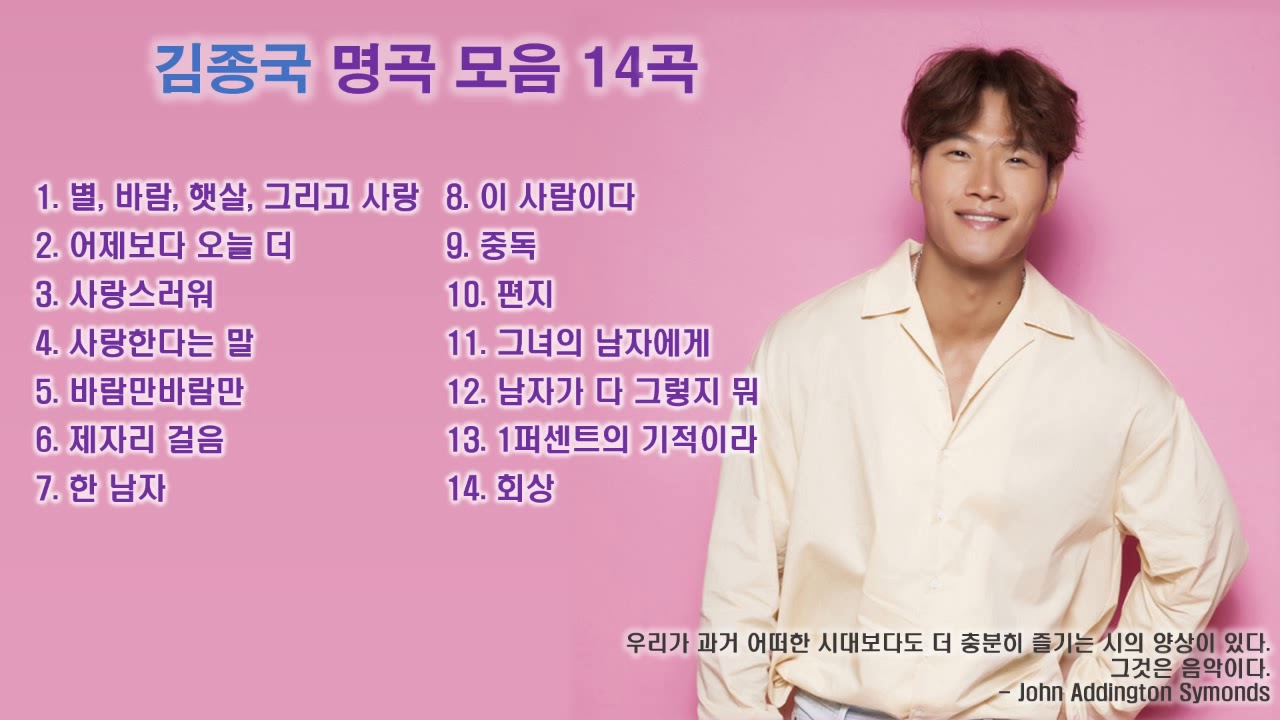 김종국 명곡 모음 14곡
1. 별, 바람, 햇살, 그리고 사랑
2. 어제보다 오늘 더
3. 사랑스러워
4. 사랑한다는 말
5. 바람만바람만
6. 제자리 걸음
7. 한 남자
8. 이 사람이다
9. 중독
10. 편지
11. 그녀의 남자에게
12. 남자가 다 그렇지 뭐
13. 1퍼센트의 기적이라
14. 회상
우리가 과거 어떠한 시대보다도 더 충분히 즐기는 시의 양상이 있다.
그것은 음악이다.
- John Addington Symonds